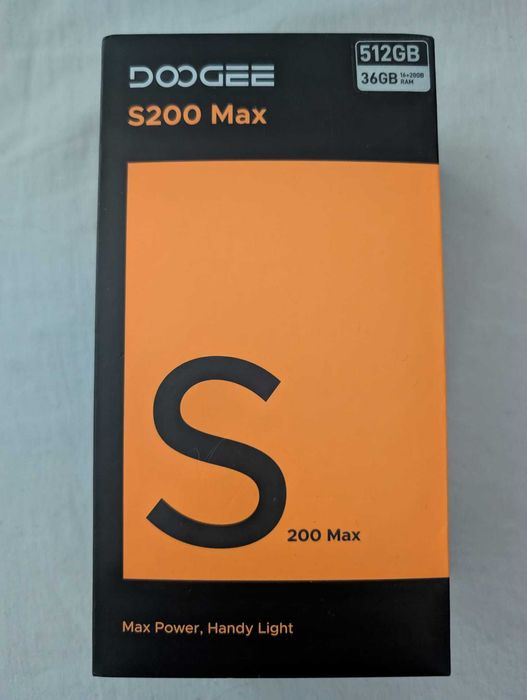 DOOGEE
S200 Max
512GB
36GB 16+20GB RAM
S
200 Max
Max Power, Handy Light